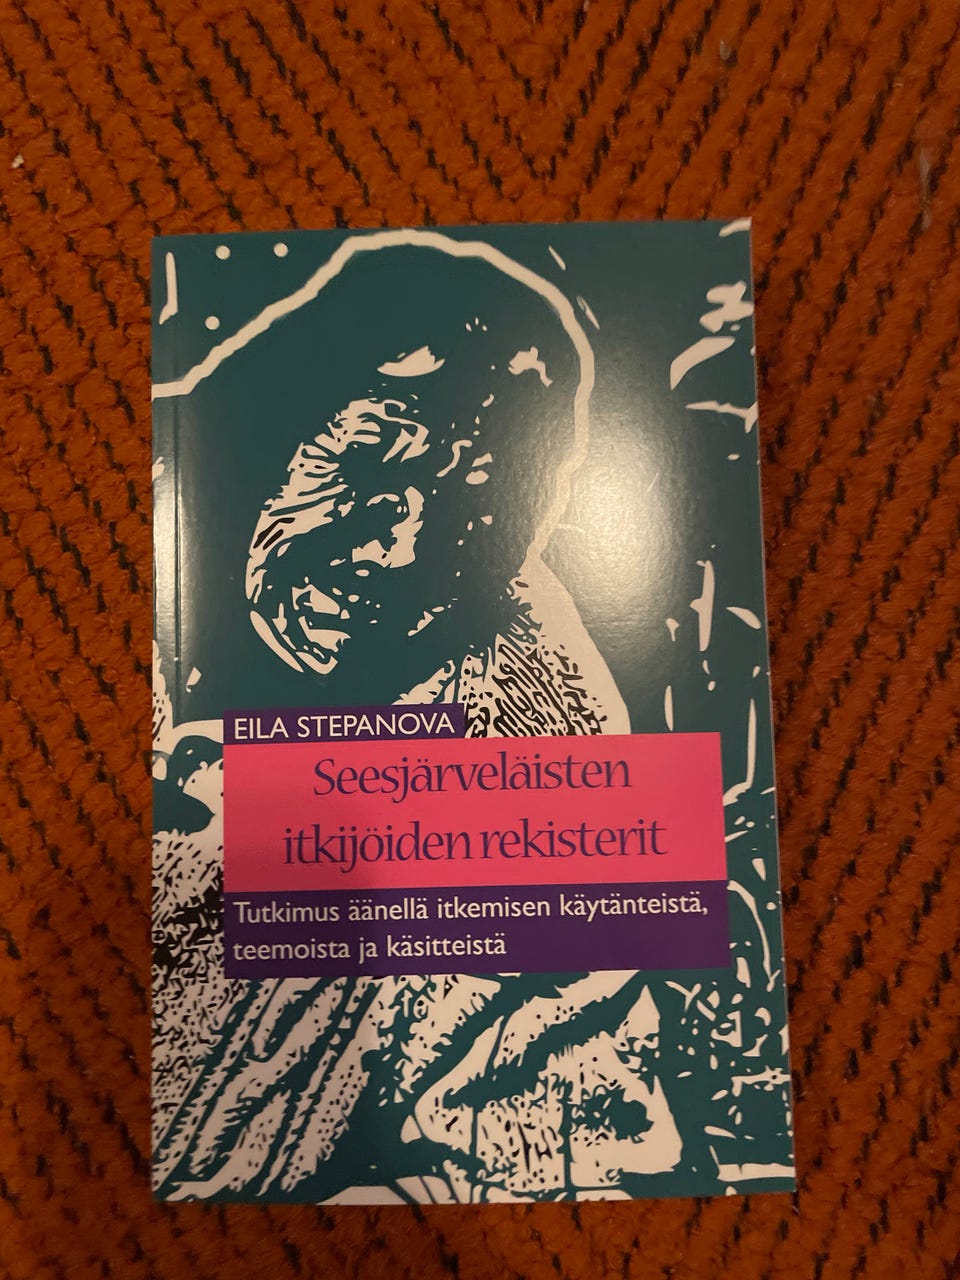 EILA STEPANOVA
Seesjärveläisten
itkijöiden rekisterit
Tutkimus äänellä itkemisen käytänteistä,
teemoista ja käsitteistä